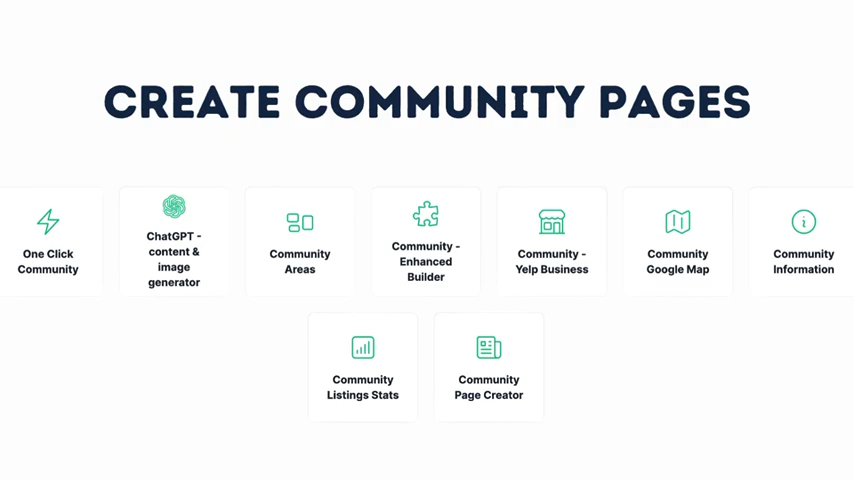 CREATE COMMUNITY PAGES
One Click
Community
ChatGPT -
content &
image
generator
Community
Areas
Community -
Enhanced
Builder
Community -
Yelp Business
Community
Google Map
Community
Information
Community
Listings Stats
Community
Page Creator